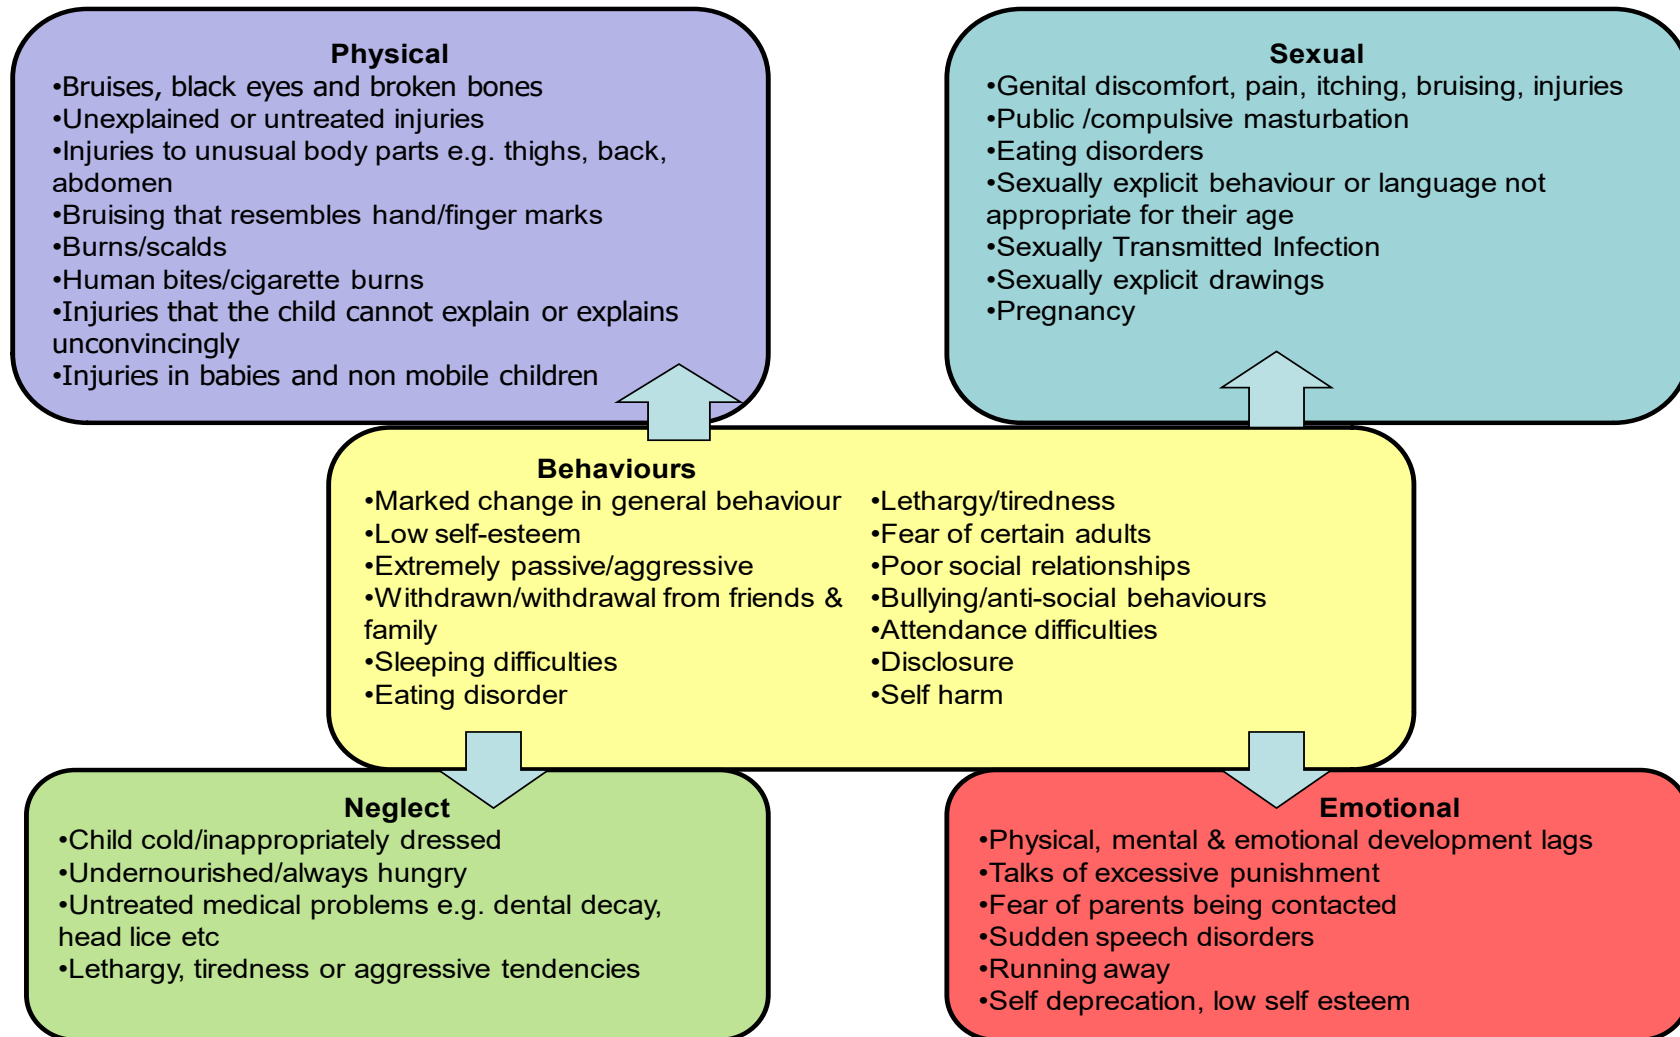 Physical
•Bruises, black eyes and broken bones
•Unexplained or untreated injuries
•Injuries to unusual body parts e.g. thighs, back,
abdomen
•Bruising that resembles hand/finger marks
•Burns/scalds
•Human bites/cigarette burns
•Injuries that the child cannot explain or explains
unconvincingly
•Injuries in babies and non mobile children
Sexual
•Genital discomfort, pain, itching, bruising, injuries
•Public /compulsive masturbation
•Eating disorders
•Sexually explicit behaviour or language not
appropriate for their age
•Sexually Transmitted Infection
•Sexually explicit drawings
•Pregnancy
Behaviours
•Marked change in general behaviour
•Low self-esteem
•Extremely passive/aggressive
•Withdrawn/withdrawal from friends &
family
•Sleeping difficulties
•Eating disorder
•Lethargy/tiredness
•Fear of certain adults
•Poor social relationships
•Bullying/anti-social behaviours
•Attendance difficulties
•Disclosure
•Self harm
Neglect
•Child cold/inappropriately dressed
•Undernourished/always hungry
•Untreated medical problems e.g. dental decay,
head lice etc
•Lethargy, tiredness or aggressive tendencies
Emotional
•Physical, mental & emotional development lags
•Talks of excessive punishment
•Fear of parents being contacted
•Sudden speech disorders
•Running away
•Self deprecation, low self esteem